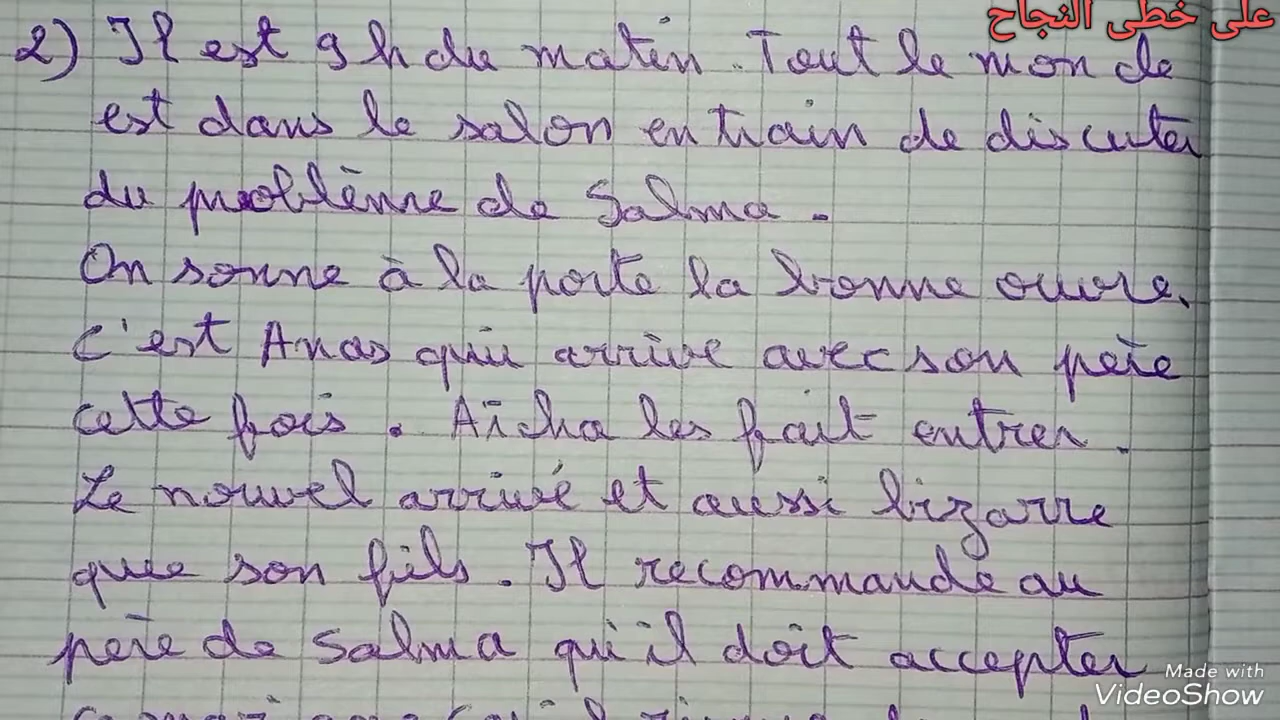 على خطى النجاح
2) Il est 9h du matin. Tout le monde
est dans le salon en train de discuter
du problème de Salma.
On sonne à la porte la bonne ouvre.
C'est Anas qui arrive avec son père
cette fois. Aïcha les fait entrer.
Le nouvel arrivé et aussi bizarre
que son fils. Il recommande au
père de Salma qu'il doit accepter
Made with
VideoShow